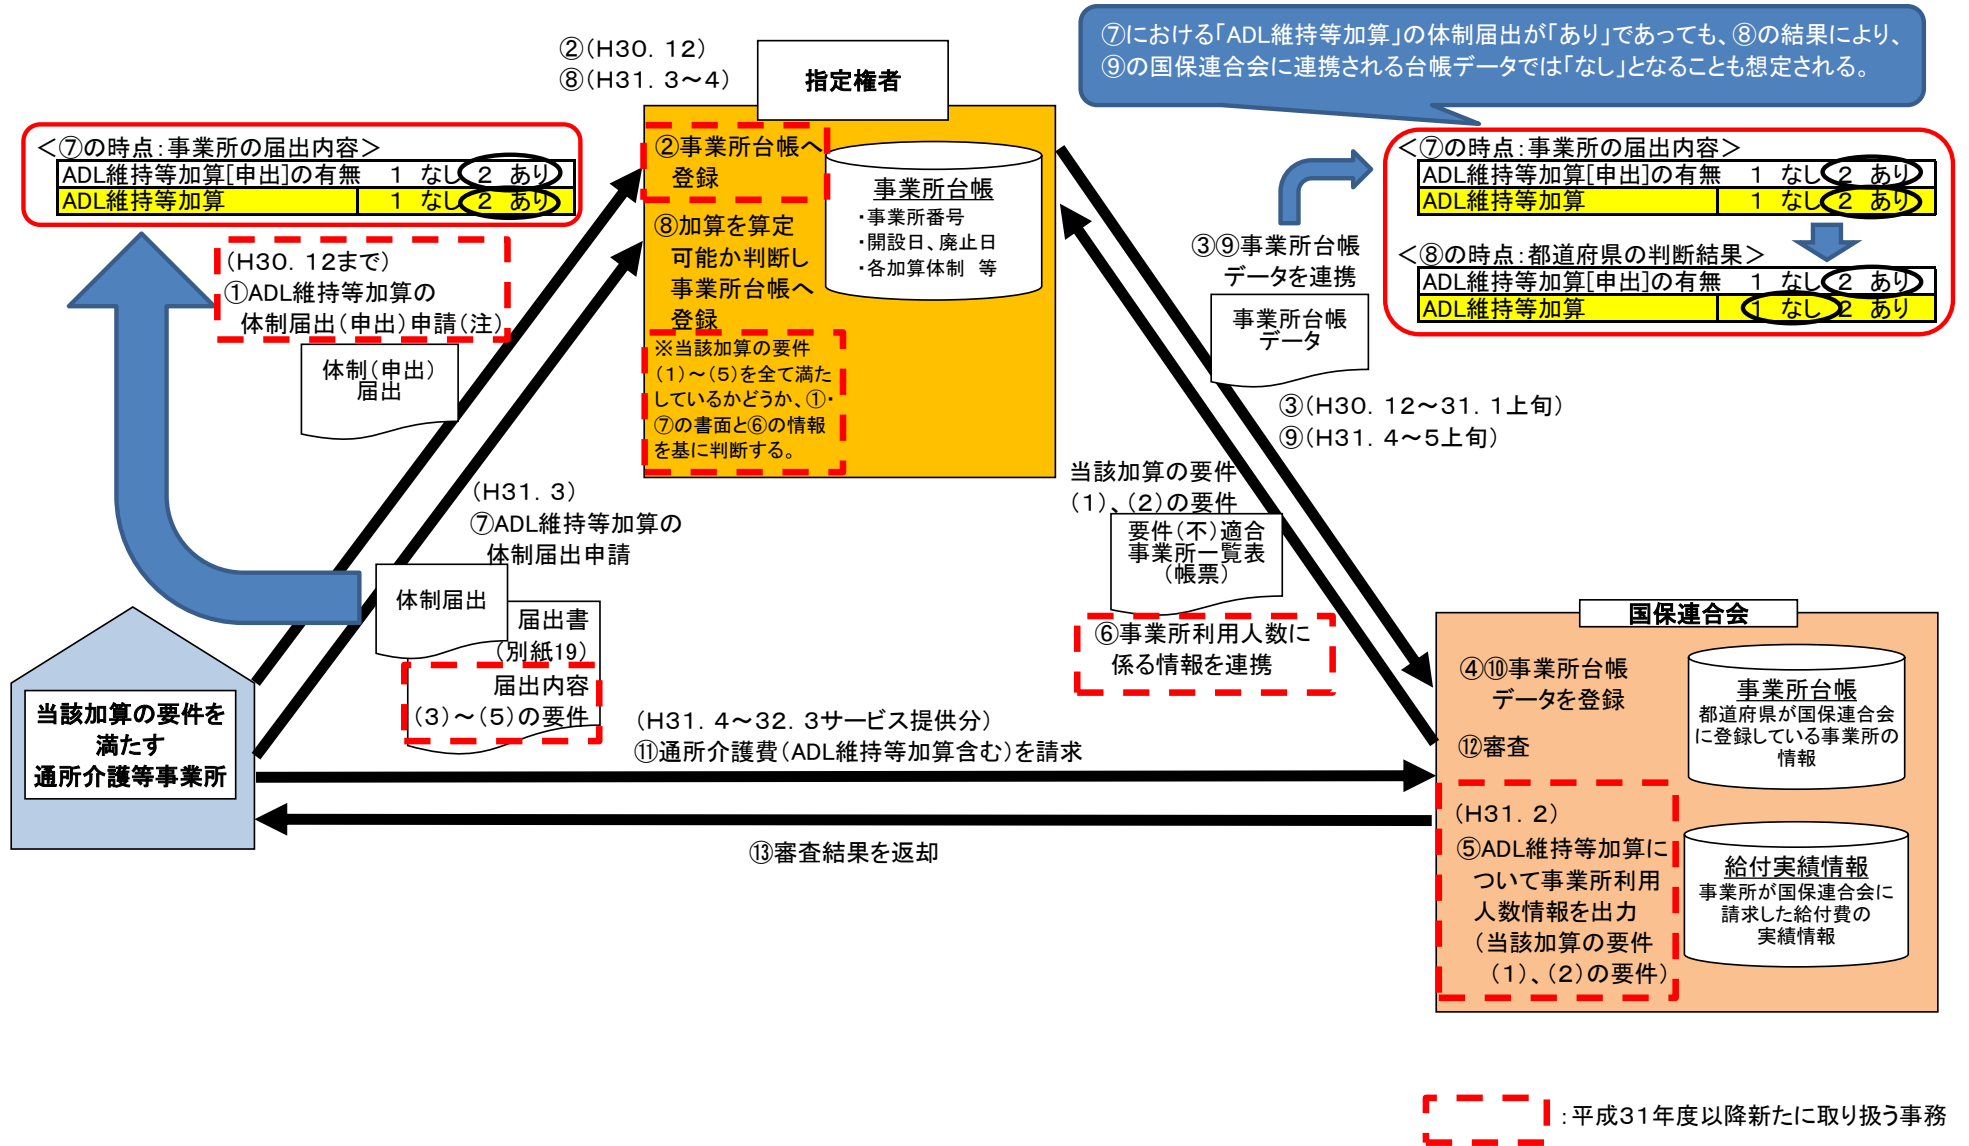 ⑦における「ADL維持等加算」の体制届出が「あり」であっても、⑧の結果により、
⑨の国保連合会に連携される台帳データでは「なし」となることも想定される。
②(H30．12)
⑧(H31．3～4)
指定権者
＜⑦の時点：事業所の届出内容＞
ADL維持等加算[申出]の有無　1　なし　2　あり
ADL維持等加算　1　なし　2　あり
②事業所台帳へ
登録
⑧加算を算定
可能か判断し
事業所台帳へ
登録
※当該加算の要件
(1)～(5)を全て満た
しているかどうか、①・
⑦の書面と⑥の情報
を基に判断する。
事業所台帳
・事業所番号
・開設日、廃止日
・各加算体制　等
＜⑦の時点：事業所の届出内容＞
ADL維持等加算[申出]の有無　1　なし　2　あり
ADL維持等加算　1　なし　2　あり
＜⑧の時点：都道府県の判断結果＞
ADL維持等加算[申出]の有無　1　なし　2　あり
ADL維持等加算　1　なし　2　あり
③⑨事業所台帳
データを連携
事業所台帳
データ
③(H30．12～31．1上旬)
⑨(H31．4～5上旬)
(H30．12まで)
①ADL維持等加算の
体制届出(申出)申請(注)
体制(申出)
届出
(H31．3)
⑦ADL維持等加算の
体制届出申請
体制届出
届出書
(別紙19)
届出内容
(3)～(5)の要件
当該加算の要件
(1)、(2)の要件
要件(不)適合
事業所一覧表
(帳票)
⑥事業所利用人数に
係る情報を連携
当該加算の要件を
満たす
通所介護等事業所
(H31．4～32．3サービス提供分)
⑪通所介護費(ADL維持等加算含む)を請求
⑬審査結果を返却
国保連合会
④⑩事業所台帳
データを登録
⑫審査
事業所台帳
都道府県が国保連合会
に登録している事業所の
情報
(H31．2)
⑤ADL維持等加算に
ついて事業所利用
人数情報を出力
(当該加算の要件
(1)、(2)の要件)
給付実績情報
事業所が国保連合会に
請求した給付費の
実績情報
：平成31年度以降新たに取り扱う事務